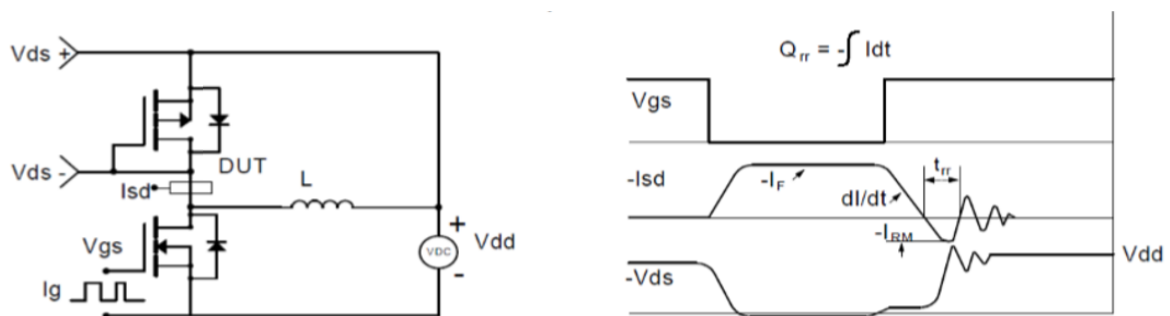 Vds +
Vds -
DUT
Isd
L
Vgs
Ig
VDC
+
-
Vdd
Qrr = -∫ Idt
Vgs
-Isd
-IF
dI/dt
trr
-IRM
-Vds
Vdd